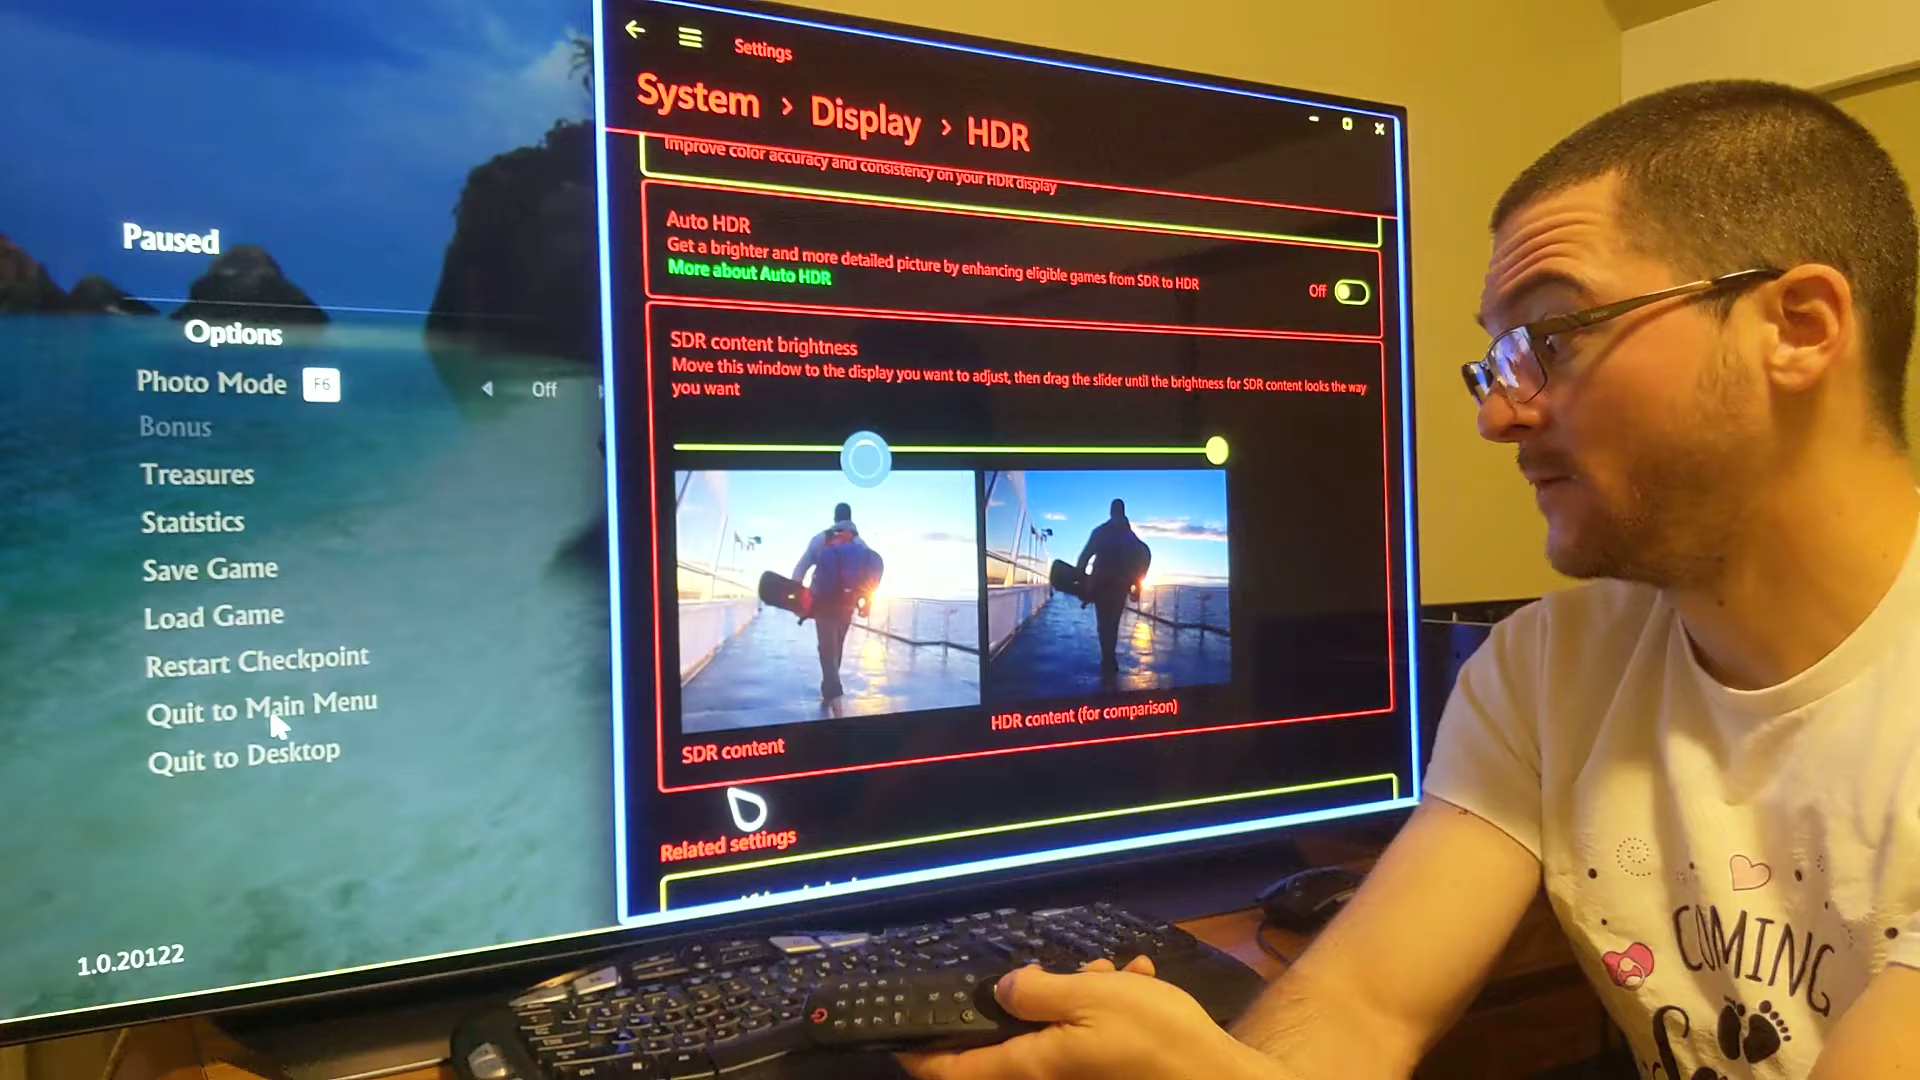 Paused
Options
Photo Mode F6
Off
Bonus
Treasures
Statistics
Save Game
Load Game
Restart Checkpoint
Quit to Main Menu
Quit to Desktop
1.0.20122
Settings
System > Display > HDR
Improve color accuracy and consistency on your HDR display
Auto HDR
Get a brighter and more detailed picture by enhancing eligible games from SDR to HDR
More about Auto HDR
Off
SDR content brightness
Move this window to the display you want to adjust, then drag the slider until the brightness for SDR content looks the way
you want
SDR content
HDR content (for comparison)
Related settings
COMING